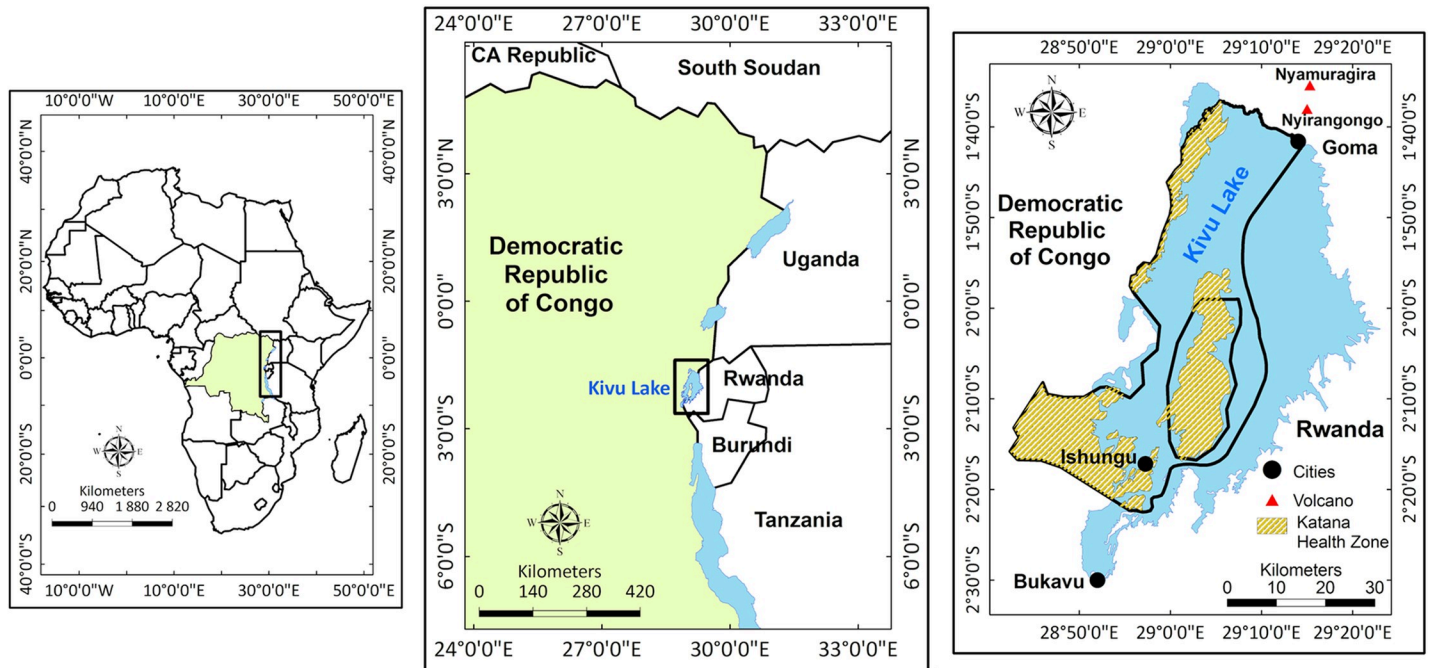 10°0'0"W 10°0'0"E 30°0'0"E 50°0'0"E
40°0'0"N
20°0'0"N
0°0'0"
20°0'0"S
40°0'0"S
40°0'0"N
20°0'0"N
0°0'0"
20°0'0"S
40°0'0"S
N
W E
S
Kilometers
0 940 1 880 2 820
10°0'0"W 10°0'0"E 30°0'0"E 50°0'0"E
24°0'0"E 27°0'0"E 30°0'0"E 33°0'0"E
CA Republic
South Soudan
3°0'0"N
0°0'0"
3°0'0"S
6°0'0"S
3°0'0"N
0°0'0"
3°0'0"S
6°0'0"S
Democratic
Republic
of Congo
Uganda
Kivu Lake
Rwanda
Burundi
Tanzania
N
W E
S
Kilometers
0 140 280 420
24°0'0"E 27°0'0"E 30°0'0"E 33°0'0"E
28°50'0"E 29°0'0"E 29°10'0"E 29°20'0"E
1°40'0"S
1°50'0"S
2°0'0"S
2°10'0"S
2°20'0"S
2°30'0"S
1°40'0"S
1°50'0"S
2°0'0"S
2°10'0"S
2°20'0"S
2°30'0"S
N
W E
S
Nyamuragira
Nyirangongo
Goma
Democratic
Republic
of Congo
Kivu Lake
Rwanda
Ishungu
Bukavu
Cities
Volcano
Katana
Health Zone
Kilometers
0 10 20 30
28°50'0"E 29°0'0"E 29°10'0"E 29°20'0"E